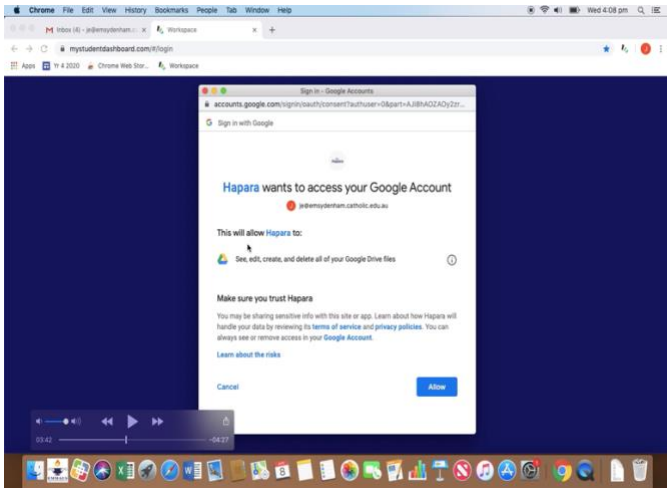 Chrome File Edit View History Bookmarks People Tab Window Help Wed 4:08 pm
Workspace
mystudentdashboard.com/#/login
Apps Yr 4 2020 Chrome Web Stor... Workspace
Sign in - Google Accounts
Sign in with Google
Hapara wants to access your Google Account
This will allow Hapara to:
See, edit, create, and delete all of your Google Drive files
Make sure you trust Hapara
You may be sharing sensitive info with this site or app. Learn about how Hapara will
handle your data by reviewing its terms of service and privacy policies. You can
always see or remove access in your Google Account.
Learn about the risks
Cancel Allow
03:42 -04:27